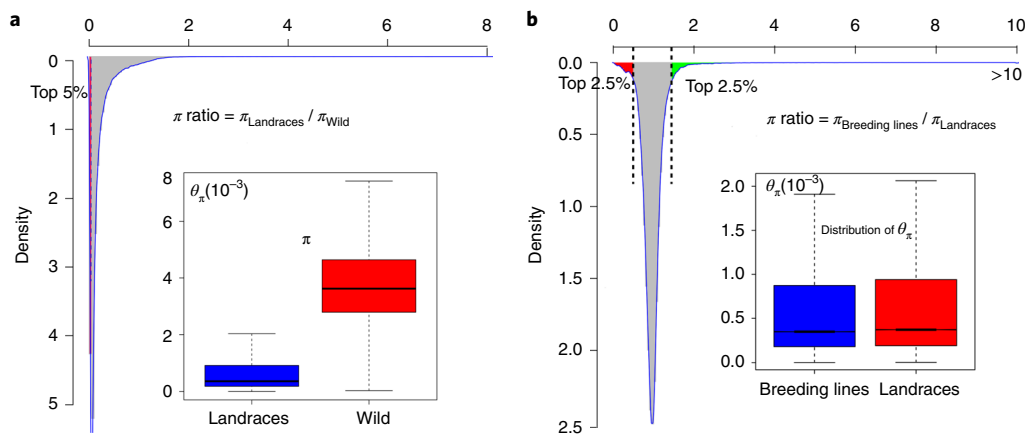 a
0 2 4 6 8
0
Top 5%
1
2
3
4
5
Density
π ratio = πLandraces / πWild
8
6
4
2
0
θπ(10−3)
π
Landraces Wild
b
0 2 4 6 8 10
0.0
0.5
1.0
1.5
2.0
2.5
Density
Top 2.5% Top 2.5% >10
π ratio = πBreeding lines / πLandraces
2.0
1.5
1.0
0.5
0.0
θπ(10−3)
Distribution of θπ
Breeding lines Landraces